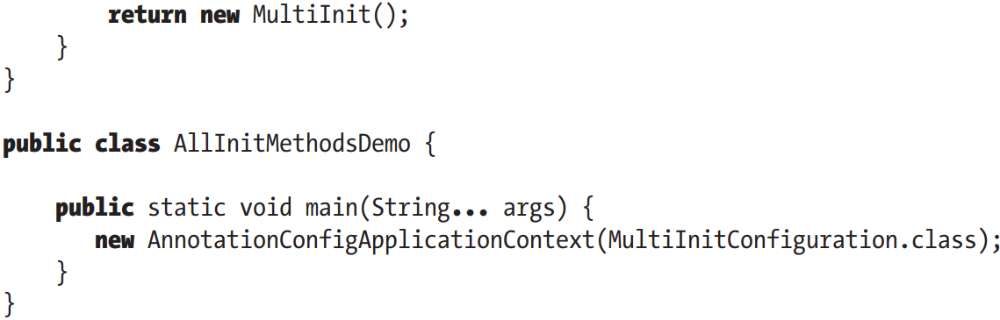 return new MultiInit();
}
}
public class AllInitMethodsDemo {
public static void main(String... args) {
new AnnotationConfigApplicationContext(MultiInitConfiguration.class);
}
}